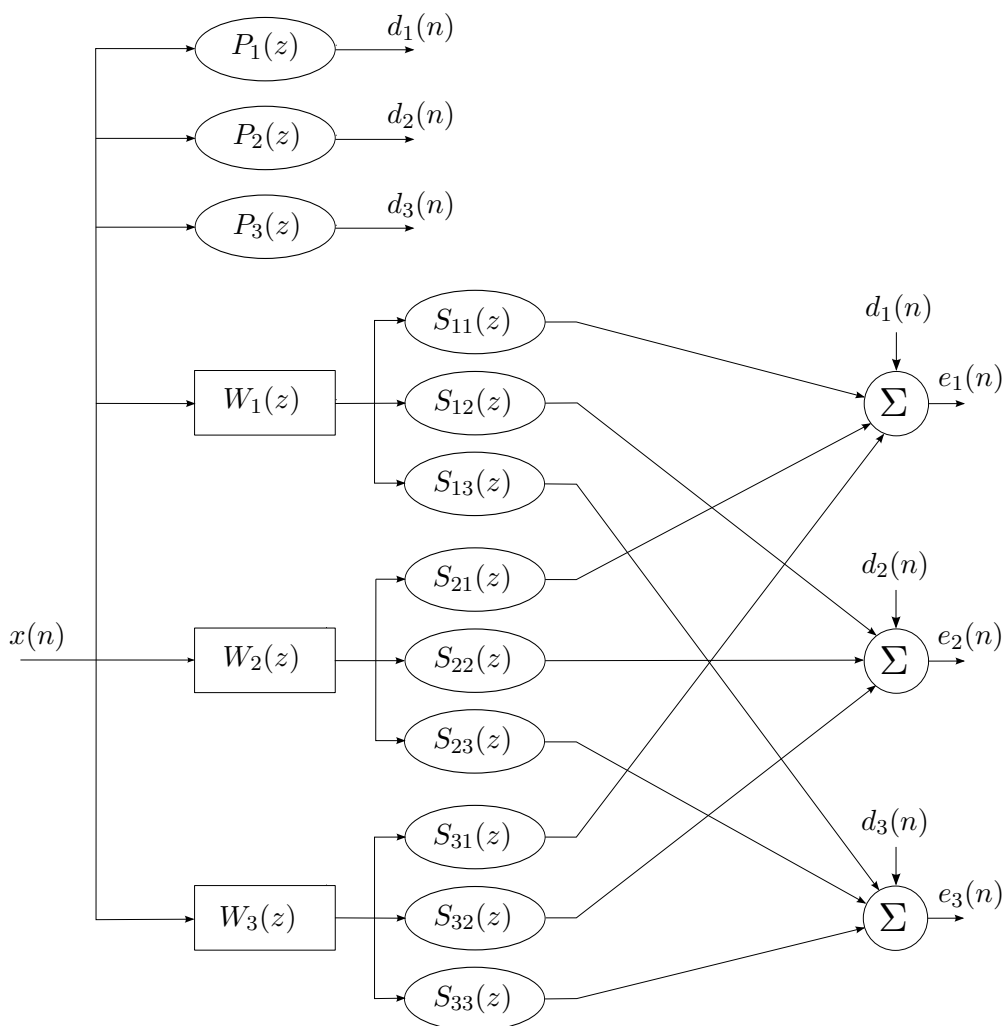 P₁(z)
d₁(n)
P₂(z)
d₂(n)
P₃(z)
d₃(n)
S₁₁(z)
d₁(n)
W₁(z)
S₁₂(z)
Σ
e₁(n)
S₁₃(z)
S₂₁(z)
d₂(n)
x(n)
W₂(z)
S₂₂(z)
Σ
e₂(n)
S₂₃(z)
S₃₁(z)
d₃(n)
W₃(z)
S₃₂(z)
Σ
e₃(n)
S₃₃(z)